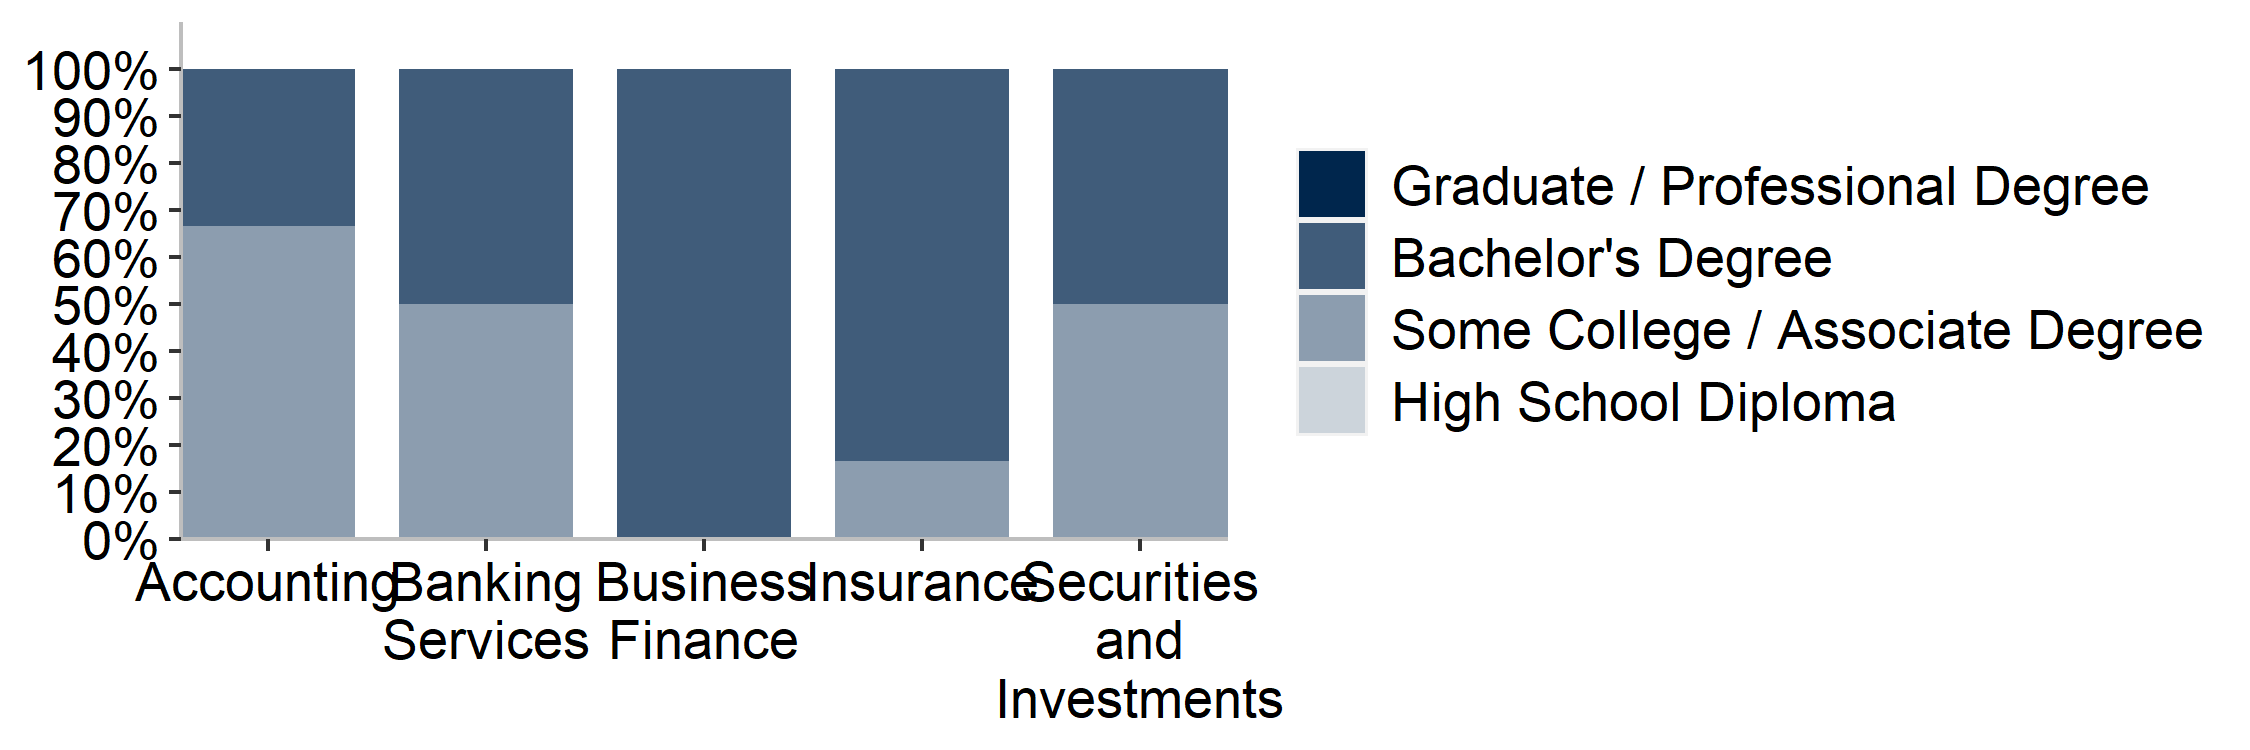 100%
90%
80%
70%
60%
50%
40%
30%
20%
10%
0%
Accounting
Banking
Services
Business
Finance
Insurance
Securities
and
Investments
Graduate / Professional Degree
Bachelor's Degree
Some College / Associate Degree
High School Diploma